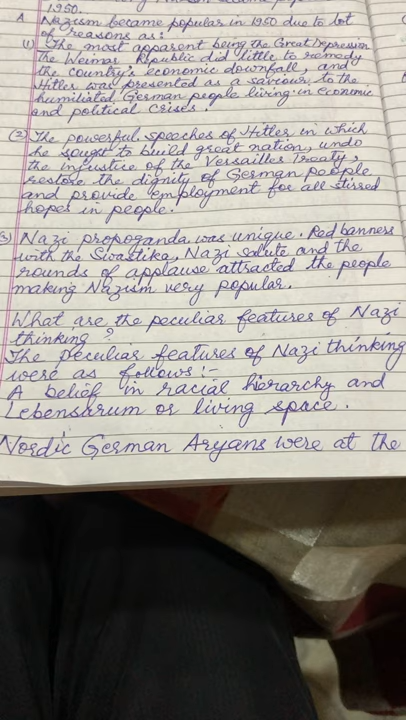 1950.
A Nazism became popular in 1950 due to lot
of reasons as:
(1) The most apparent being the Great Depression
the Weimar Republic did little to remedy
the country's economic downfall, and
Hitler was presented as a saviour to the
humiliated German people living in economic
and political crises.
(2) The powerful speeches of Hitler in which
he sought to build great nation, undo
the injustice of the Versailles Treaty,
restore the dignity of German people
and provide employment for all stirred
hopes in people.
3) Nazi propoganda was unique. Red banners
with the Swastika, Nazi salute and the
rounds of applause attracted the people
making Nazism very popular.
What are the peculiar features of Nazi
thinking?
The peculiar features of Nazi thinking
were as follows:-
A belief in racial hierarchy and
Lebensarum or living space.
Nordic German Aryans were at the